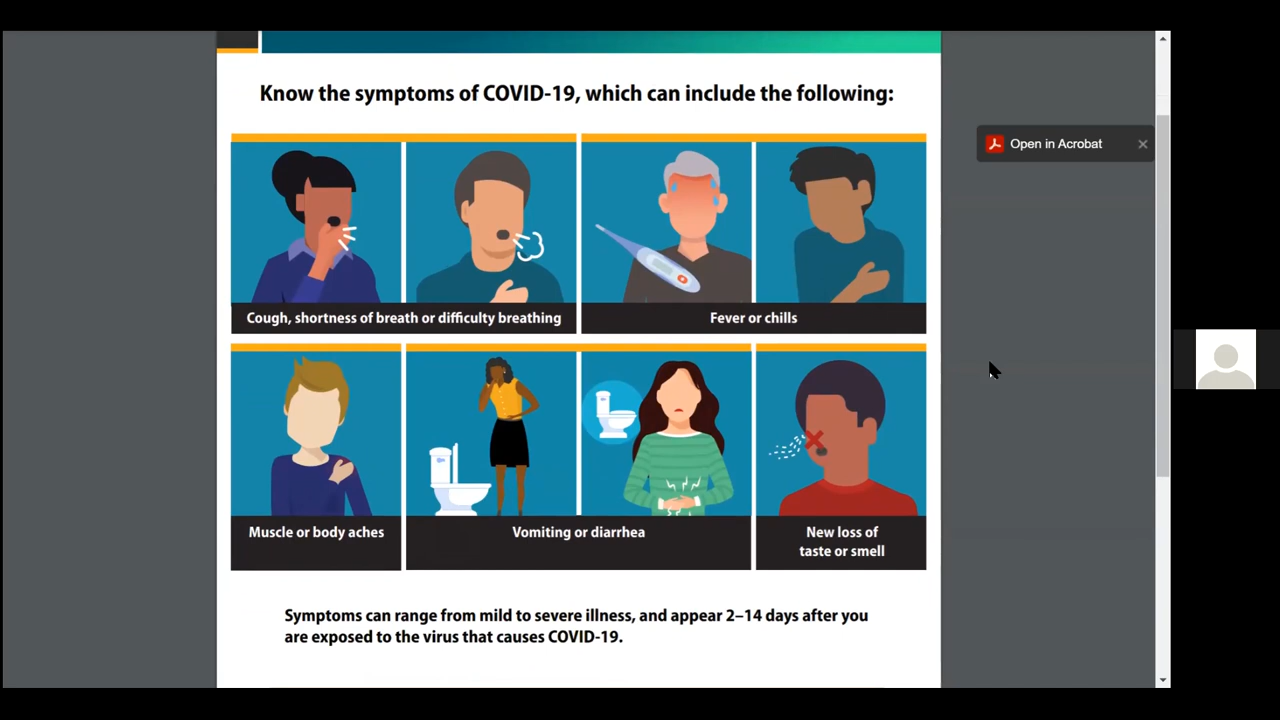 Know the symptoms of COVID-19, which can include the following:
Open in Acrobat
Cough, shortness of breath or difficulty breathing
Fever or chills
Muscle or body aches
Vomiting or diarrhea
New loss of
taste or smell
Symptoms can range from mild to severe illness, and appear 2–14 days after you
are exposed to the virus that causes COVID-19.